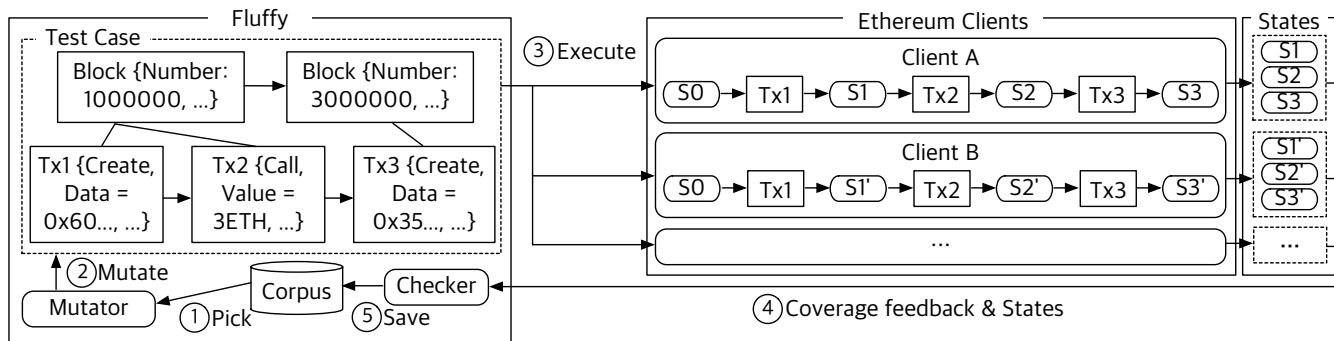 Fluffy
Test Case
Block {Number:
1000000, ...}
Block {Number:
3000000, ...}
Tx1 {Create,
Data =
0x60..., ...}
Tx2 {Call,
Value =
3ETH, ...}
Tx3 {Create,
Data =
0x35..., ...}
② Mutate
Mutator
① Pick
Corpus
⑤ Save
Checker
③ Execute
Ethereum Clients
Client A
S0 Tx1 S1 Tx2 S2 Tx3 S3
Client B
S0 Tx1 S1' Tx2 S2' Tx3 S3'
...
States
S1
S2
S3
S1'
S2'
S3'
...
④ Coverage feedback & States